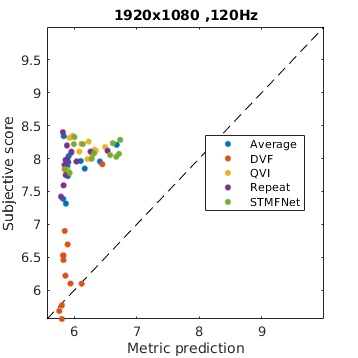 1920x1080 ,120Hz
9.5
9
8.5
8
7.5
7
6.5
6
Subjective score
Average
DVF
QVI
Repeat
STMFNet
6 7 8 9
Metric prediction